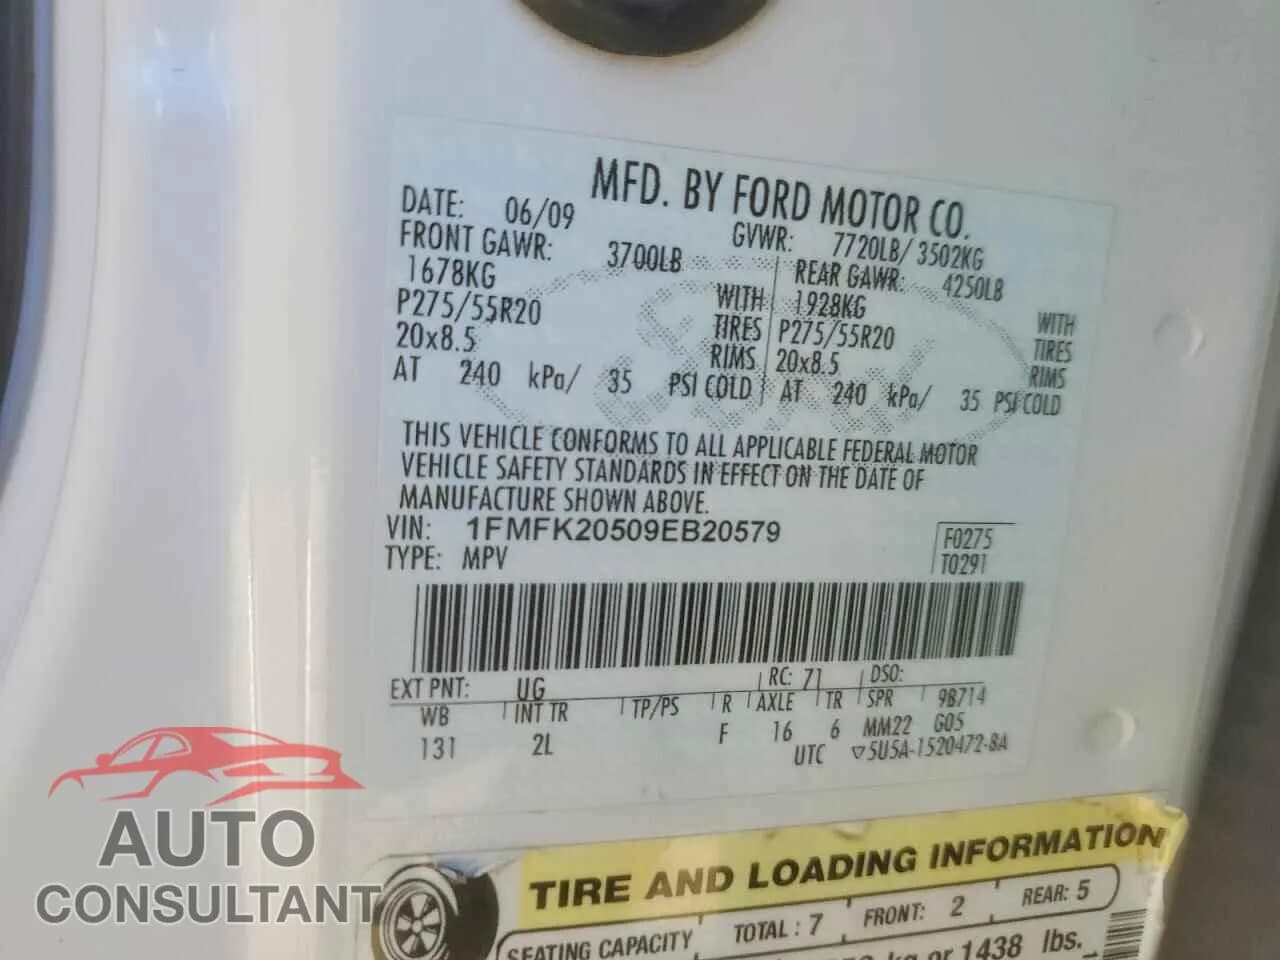 MFD. BY FORD MOTOR CO.
DATE: 06/09 GVWR: 7720LB/ 3502KG
FRONT GAWR: 3700LB REAR GAWR: 4250LB
1678KG WITH 1928KG WITH
P275/55R20 TIRES P275/55R20 TIRES
20x8.5 RIMS 20x8.5 RIMS
AT 240 kPa/ 35 PSI COLD AT 240 kPa/ 35 PSI COLD
THIS VEHICLE CONFORMS TO ALL APPLICABLE FEDERAL MOTOR
VEHICLE SAFETY STANDARDS IN EFFECT ON THE DATE OF
MANUFACTURE SHOWN ABOVE.
VIN: 1FMFK20509EB20579 F0275
TYPE: MPV T0291
EXT PNT: UG RC: 71 DSO:
WB INT TR TP/PS R AXLE TR SPR 9B714
131 2L F 16 6 MM22 G05
UTC ▽5U5A-1520472-8A
TIRE AND LOADING INFORMATION
SEATING CAPACITY TOTAL : 7 FRONT: 2 REAR: 5
kg or 1438 lbs.
AUTO
CONSULTANT